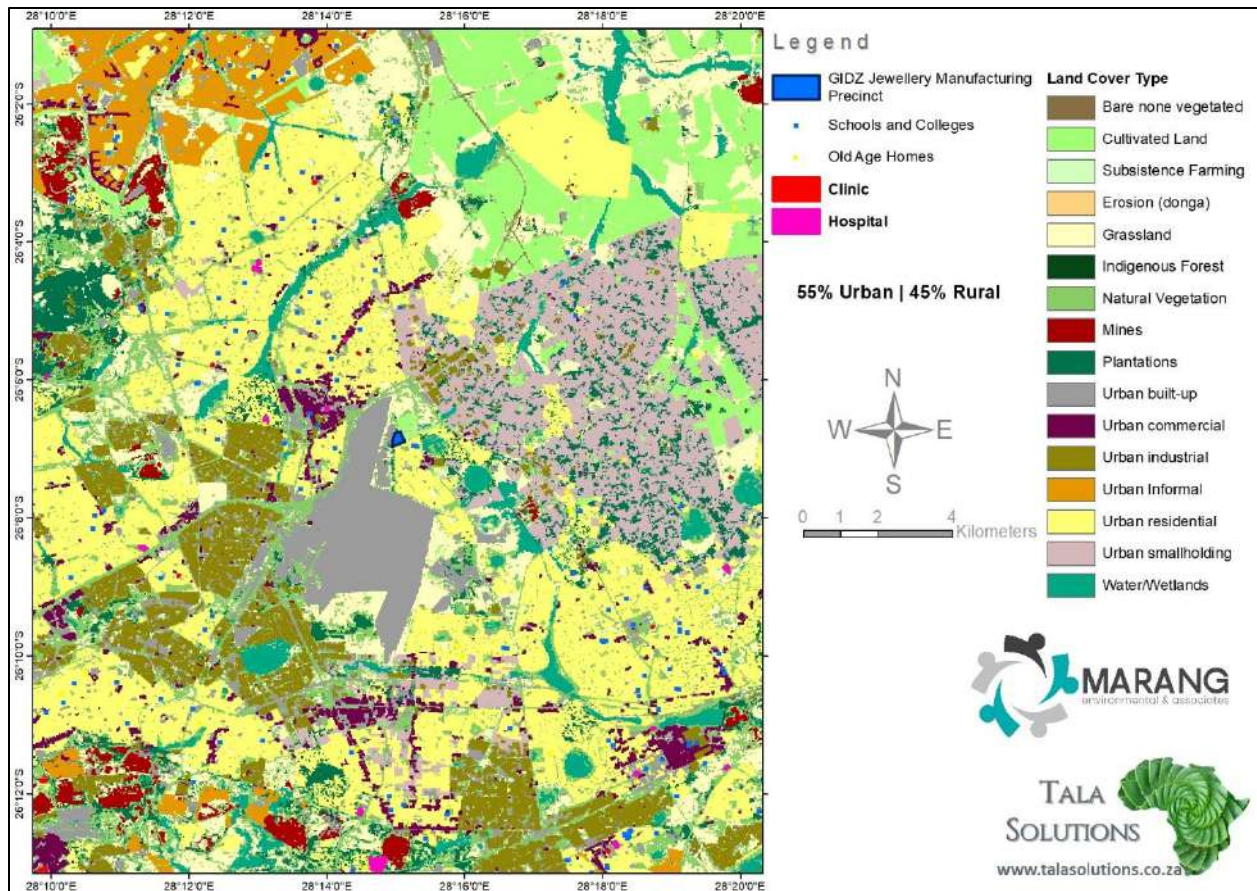 28°10'0"E 28°12'0"E 28°14'0"E 28°16'0"E 28°18'0"E 28°20'0"E
26°2'0"S
26°4'0"S
26°6'0"S
26°8'0"S
26°10'0"S
26°12'0"S
28°10'0"E 28°12'0"E 28°14'0"E 28°16'0"E 28°18'0"E 28°20'0"E
Legend
GIDZ Jewellery Manufacturing
Precinct
Schools and Colleges
Old Age Homes
Clinic
Hospital
55% Urban | 45% Rural
Land Cover Type
Bare none vegetated
Cultivated Land
Subsistence Farming
Erosion (donga)
Grassland
Indigenous Forest
Natural Vegetation
Mines
Plantations
Urban built-up
Urban commercial
Urban industrial
Urban Informal
Urban residential
Urban smallholding
Water/Wetlands
N
W E
S
0 1 2 4
Kilometers
MARANG
environmental & associates
TALA
SOLUTIONS
www.talasolutions.co.za